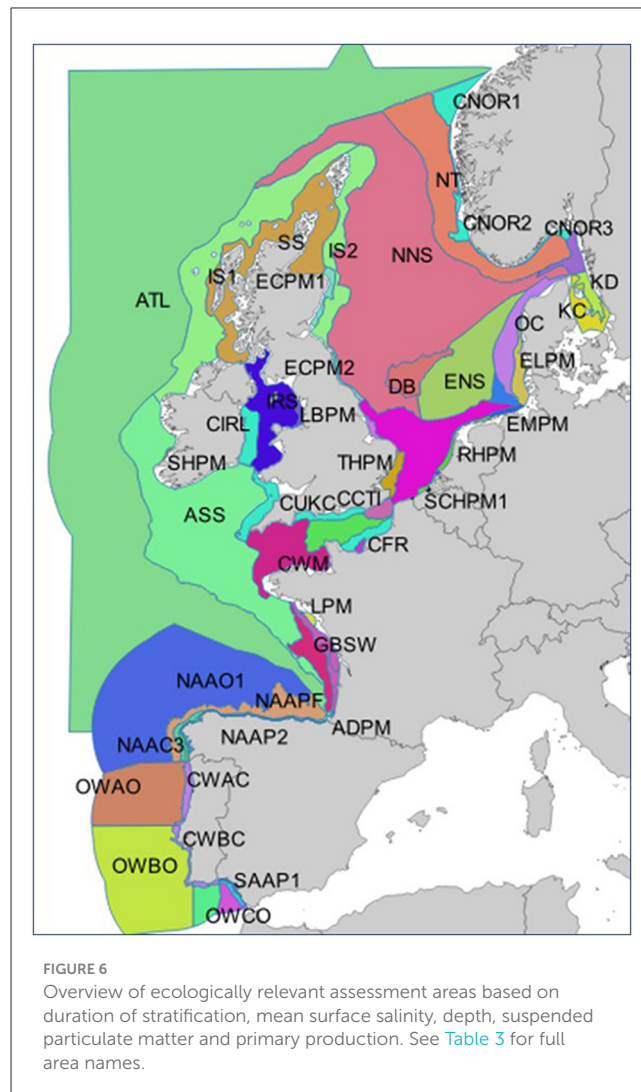 CNOR1
NT
CNOR2
CNOR3
SS
IS2
NNS
IS1
ECPM1
KD
ATL
KC
OC
ECPM2
DB
ENS
ELPM
IRS
LBPM
CIRL
EMPM
SHPM
THPM
RHPM
ASS
CUKC
CCTI
SCHPM1
CWM
CFR
LPM
GBSW
NAAO1
NAAPF
NAAC3
NAAP2
ADPM
OWAO
CWAC
CWBC
OWBO
SAAP1
OWCO
FIGURE 6
Overview of ecologically relevant assessment areas based on
duration of stratification, mean surface salinity, depth, suspended
particulate matter and primary production. See Table 3 for full
area names.